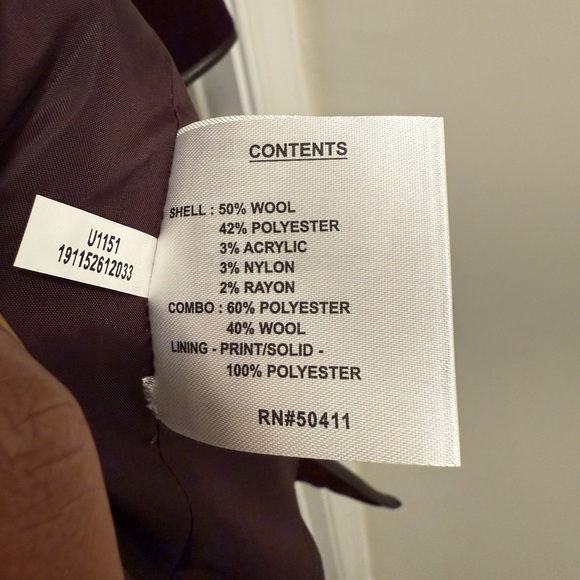 CONTENTS
SHELL : 50% WOOL
42% POLYESTER
3% ACRYLIC
3% NYLON
2% RAYON
COMBO : 60% POLYESTER
40% WOOL
LINING - PRINT/SOLID -
100% POLYESTER
RN#50411
U1151
191152612033